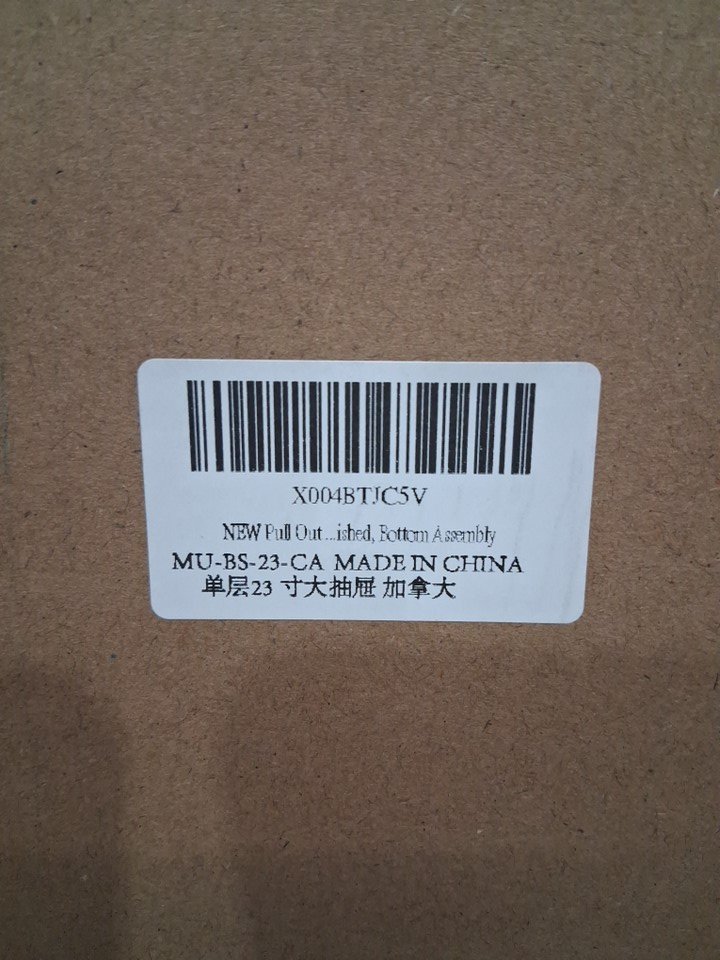 X004BTJC5V
NEW Pull Out ...ished, Bottom Assembly
MU-BS-23-CA MADE IN CHINA
单层23 寸大抽屉 加拿大